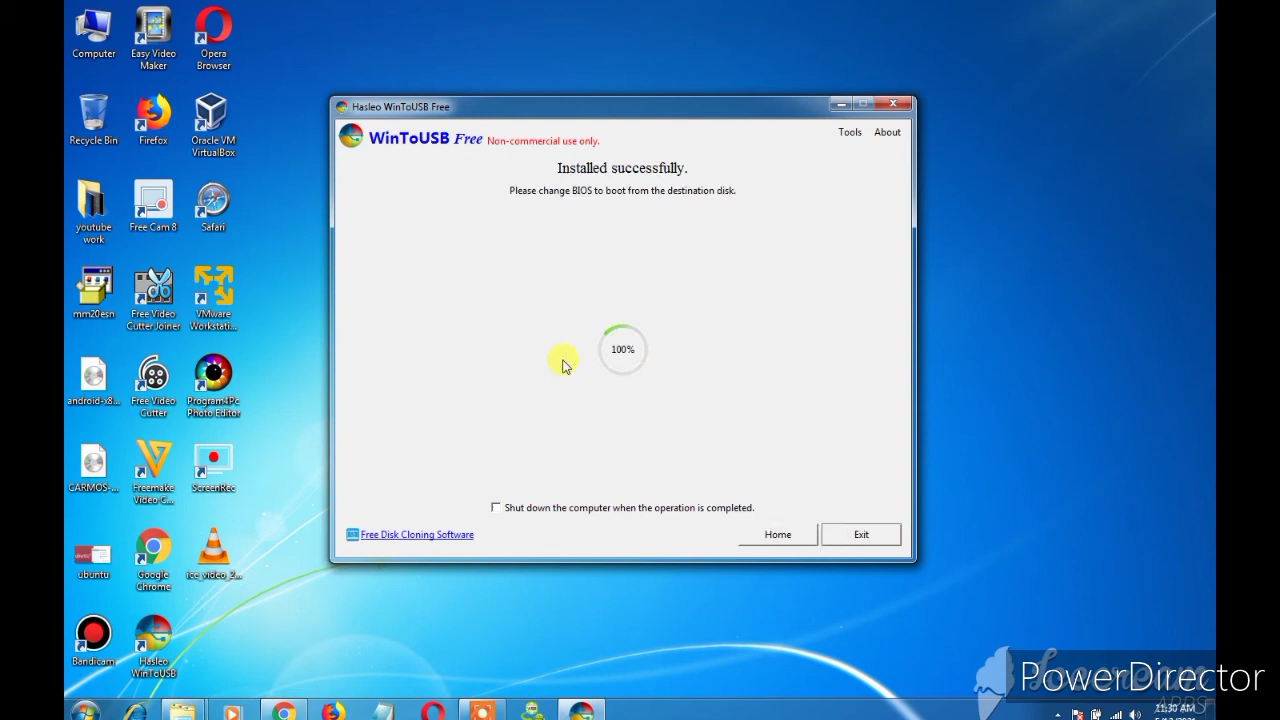 Computer
Easy Video
Maker
Opera
Browser
Recycle Bin
Firefox
Oracle VM
VirtualBox
youtube
work
Free Cam 8
Safari
mm20esn
Free Video
Cutter Joiner
VMware
Workstati...
android-x8...
Free Video
Cutter
Program4Pc
Photo Editor
CARMOS-...
Freemake
Video C...
ScreenRec
ubuntu
Google
Chrome
Bandicam
Hasleo
WinToUSB
Hasleo WinToUSB Free
WinToUSB Free Non-commercial use only.
Tools About
Installed successfully.
Please change BIOS to boot from the destination disk.
100%
Shut down the computer when the operation is completed.
Free Disk Cloning Software
Home Exit
PowerDirector
11:30 AM